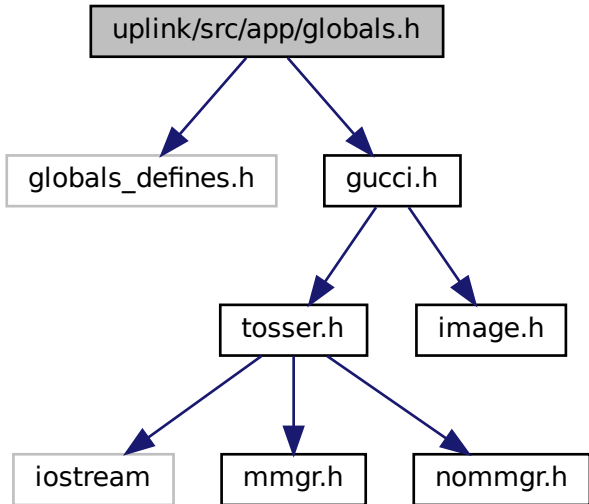 uplink/src/app/globals.h
globals_defines.h
gucci.h
tosser.h
image.h
iostream
mmgr.h
nommgr.h